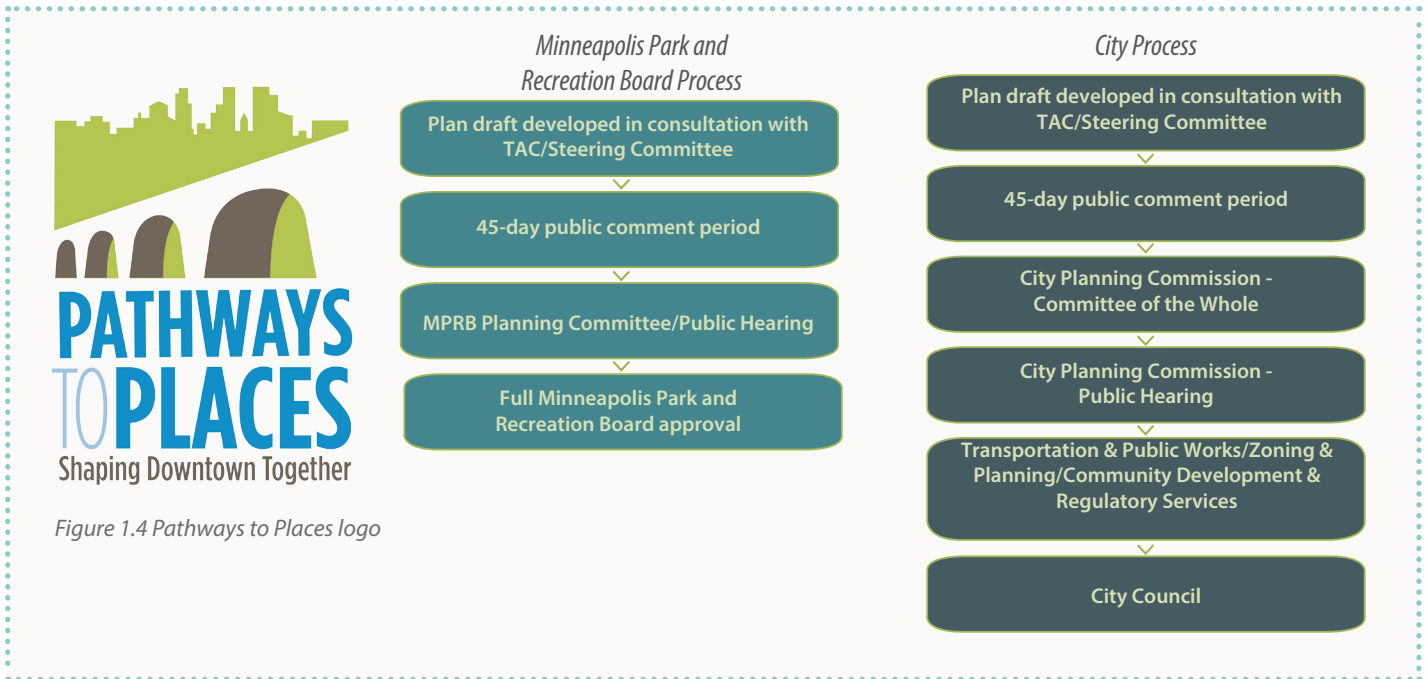 PATHWAYS
TO PLACES
Shaping Downtown Together
Figure 1.4 Pathways to Places logo
Minneapolis Park and
Recreation Board Process
Plan draft developed in consultation with
TAC/Steering Committee
45-day public comment period
MPRB Planning Committee/Public Hearing
Full Minneapolis Park and
Recreation Board approval
City Process
Plan draft developed in consultation with
TAC/Steering Committee
45-day public comment period
City Planning Commission -
Committee of the Whole
City Planning Commission -
Public Hearing
Transportation & Public Works/Zoning &
Planning/Community Development &
Regulatory Services
City Council